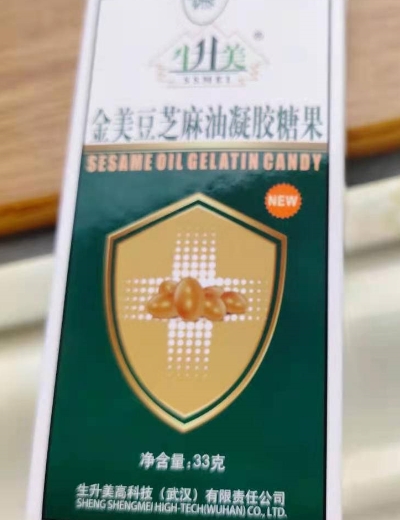 生升美®
金美豆芝麻油凝胶糖果
SESAME OIL GELATIN CANDY
NEW
净含量:33克
生升美高科技(武汉)有限责任公司
SHENG SHENGMEI HIGH-TECH(WUHAN) CO., LTD.